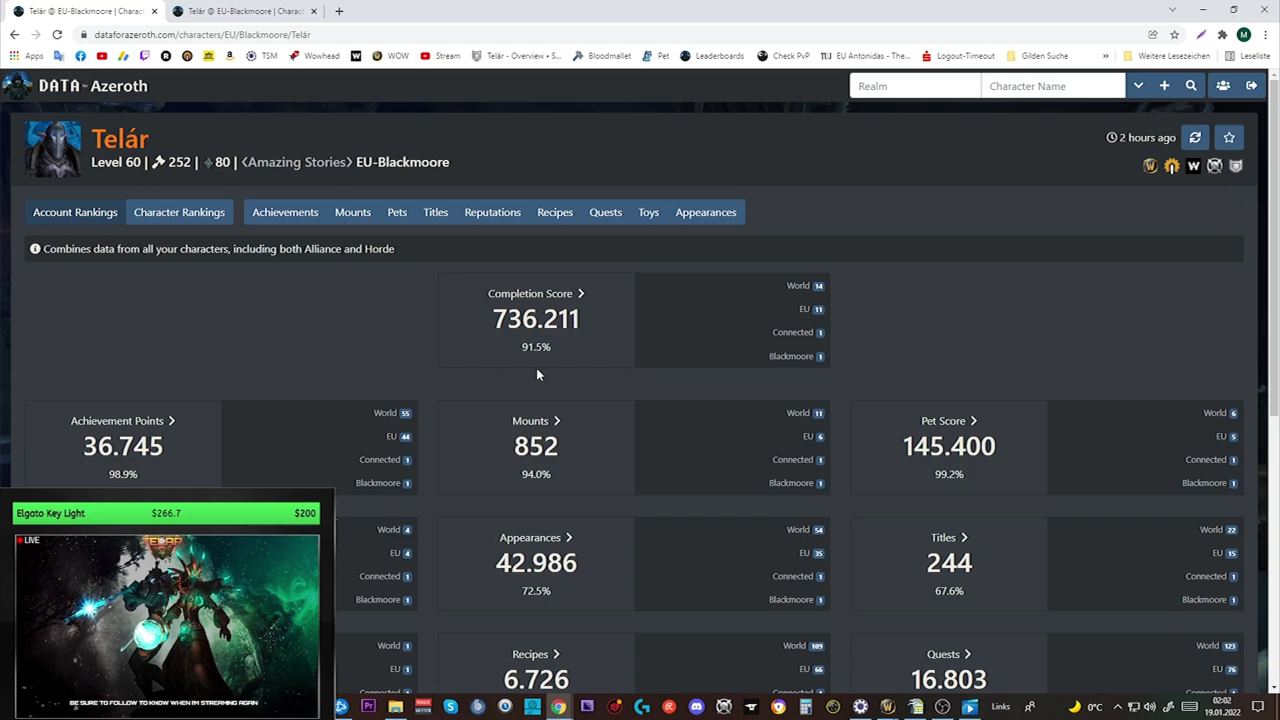 Telár @ EU-Blackmoore | Charact
Telár @ EU-Blackmoore | Charact
dataforazeroth.com/characters/EU/Blackmoore/Telár
Apps
TSM
Wowhead
WOW
Stream
Telár - Overview - S...
Bloodmallet
Pet
Leaderboards
Check PvP
EU Antonidas - The...
Logout-Timeout
Gilden Suche
Weitere Lesezeichen
Leseliste
DATA Azeroth
Realm
Character Name
Telár
2 hours ago
Level 60 | 252 | 80 | <Amazing Stories> EU-Blackmoore
Account Rankings
Character Rankings
Achievements
Mounts
Pets
Titles
Reputations
Recipes
Quests
Toys
Appearances
Combines data from all your characters, including both Alliance and Horde
Completion Score
736.211
91.5%
World 14
EU 11
Connected 1
Blackmoore 1
Achievement Points
36.745
98.9%
World 55
EU 44
Connected 1
Blackmoore 1
Mounts
852
94.0%
World 11
EU 6
Connected 1
Blackmoore 1
Pet Score
145.400
99.2%
World 6
EU 5
Connected 1
Blackmoore 1
Elgato Key Light $266.7 $200
LIVE
TELAR
BE SURE TO FOLLOW TO KNOW WHEN I'M STREAMING AGAIN
World 4
EU 4
Connected 1
Blackmoore 1
Appearances
42.986
72.5%
World 54
EU 35
Connected 1
Blackmoore 1
Titles
244
67.6%
World 22
EU 15
Connected 1
Blackmoore 1
World 1
EU 1
Recipes
6.726
World 109
EU 66
Quests
16.803
World 123
EU 76
Links
0°C
02:02
19.01.2022